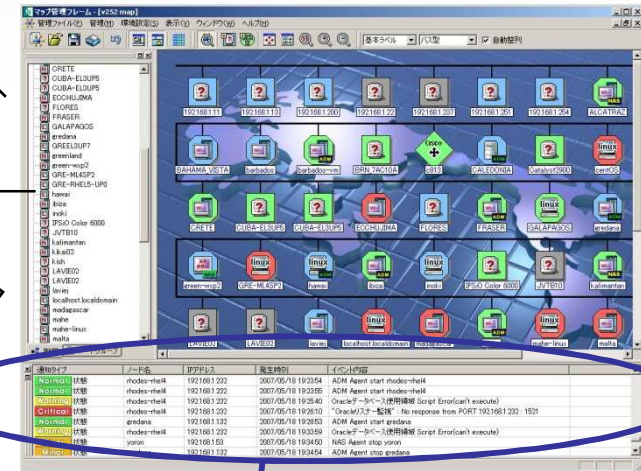 マップ管理フレーム - [v252 map]
管理ファイル(F) 管理(M) 環境設定(S) 表示(V) ウィンドウ(W) ヘルプ(H)
基本ラベル
バス型
自動整列
CRETE
CUBA-EL3UP5
CUBA-EL3UP5
EGCHUJIMA
FLORES
FRASER
GALAPAGOS
gredana
GREEL3UP7
greenland
green-wxp2
GRE-ML4SP2
GRE-RHEL5-UP0
hawai
ibiza
inoki
IPSiO Color 6000
JVTB10
kalimantan
kikai02
kish
LAVIE02
LAVIE02
laviej
localhost.localdomain
madagascar
mahe
mahe-linux
malta
192.168.1.11
192.168.1.13
192.168.1.200
192.168.1.22
192.168.1.237
192.168.1.251
192.168.1.254
ALCATRAZ
BAHAMA_VISTA
barbados
barbados-vm
BRN_7AC10A
c813
CALEDONIA
Catalyst2900
centOS
CRETE
CUBA-EL3UP5
CUBA-EL3UP5
EGCHUJIMA
FLORES
FRASER
GALAPAGOS
gredana
green-wxp2
GRE-ML4SP2
hawai
ibiza
inoki
IPSiO Color 6000
JVTB10
kalimantan
LAVIE02
LAVIE02
laviej
localhost.localdomain
madagascar
mahe
mahe-linux
malta
通知タイプ ノード名 IPアドレス 発生時刻 イベント内容
Normal 状態 rhodes-rhel4 192.168.1.232 2007/05/18 19:23:54 ADM Agent start rhodes-rhel4
Normal 状態 rhodes-rhel4 192.168.1.232 2007/05/18 19:23:55 ADM Agent start rhodes-rhel4
Warning 状態 rhodes-rhel4 192.168.1.232 2007/05/18 19:25:40 Oracleデータベース使用領域 Script Error(can't execute)
Critical 状態 rhodes-rhel4 192.168.1.232 2007/05/18 19:26:10 "Oracleリスナー監視" : No response from PORT 192.168.1.232 : 1521
Normal 状態 gredana 192.168.1.132 2007/05/18 19:28:53 ADM Agent start gredana
Warning 状態 rhodes-rhel4 192.168.1.232 2007/05/18 19:33:59 Oracleデータベース使用領域 Script Error(can't execute)
Minor 状態 yoron 192.168.1.53 2007/05/18 19:34:50 NAS Agent stop yoron
Minor 状態 gredana 192.168.1.132 2007/05/18 19:34:54 ADM Agent stop gredana